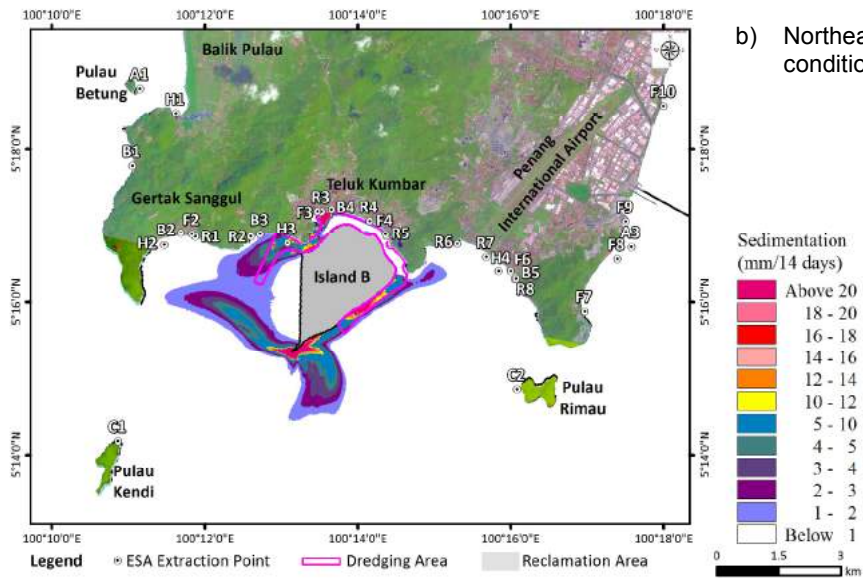 100°10'0"E 100°12'0"E 100°14'0"E 100°16'0"E 100°18'0"E
b) Northea
conditio
Balik Pulau
Pulau
Betung
A1
H1
F10
5°18'0"N
5°18'0"N
B1
Penang
International Airport
Gertak Sanggul
Teluk Kumbar
F9
A3
F8
H2 B2 F2 R1 R2 B3 H3 F3 R3 B4 R4 F4 R5 R6 R7 H4 F6 B5 R8
Island B
5°16'0"N
5°16'0"N
F7
C2
Pulau
Rimau
5°14'0"N
5°14'0"N
C1
Pulau
Kendi
100°10'0"E 100°12'0"E 100°14'0"E 100°16'0"E 100°18'0"E
Legend ESA Extraction Point Dredging Area Reclamation Area
Sedimentation
(mm/14 days)
Above 20
18 - 20
16 - 18
14 - 16
12 - 14
10 - 12
5 - 10
4 - 5
3 - 4
2 - 3
1 - 2
Below 1
0 1.5 3
km